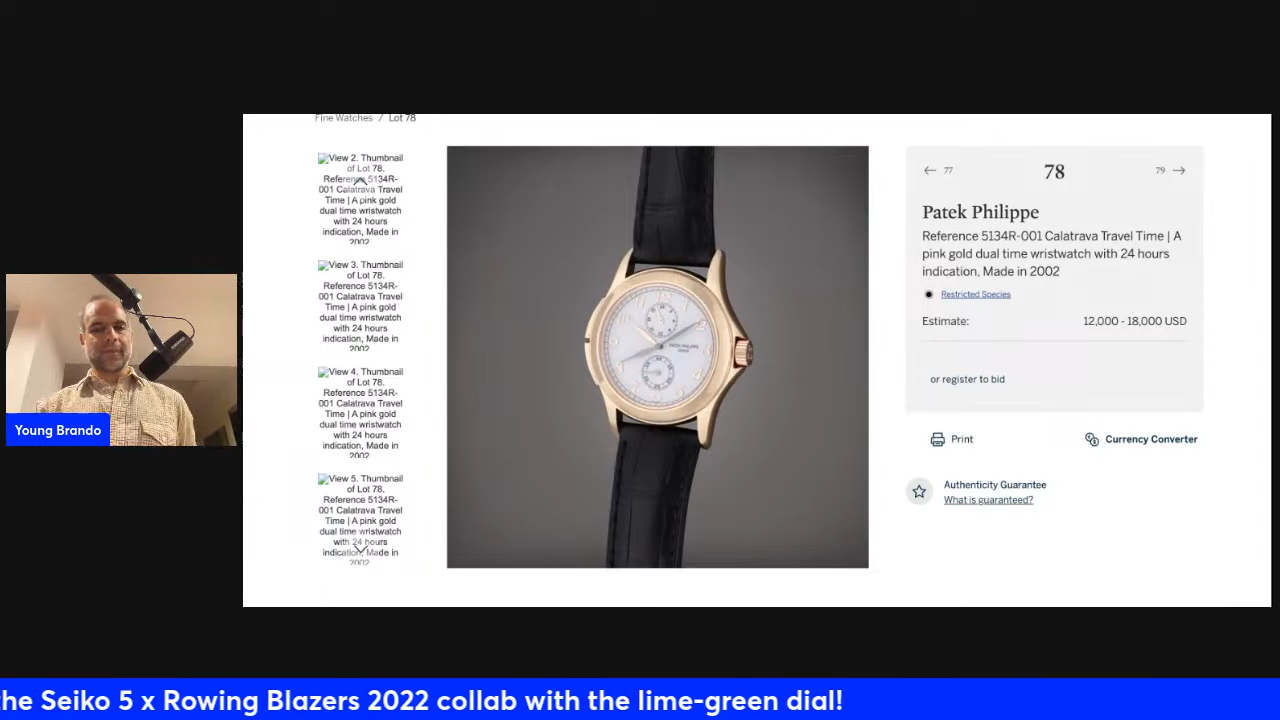 Fine Watches / Lot 78
View 2. Thumbnail
of Lot 78.
Reference 5134R-
001 Calatrava Travel
Time | A pink gold
dual time wristwatch
with 24 hours
indication, Made in
2002
View 3. Thumbnail
of Lot 78.
Reference 5134R-
001 Calatrava Travel
Time | A pink gold
dual time wristwatch
with 24 hours
indication, Made in
2002
View 4. Thumbnail
of Lot 78.
Reference 5134R-
001 Calatrava Travel
Time | A pink gold
dual time wristwatch
with 24 hours
indication, Made in
2002
View 5. Thumbnail
of Lot 78.
Reference 5134R-
001 Calatrava Travel
Time | A pink gold
dual time wristwatch
with 24 hours
indication, Made in
2002
PATEK PHILIPPE
GENEVE
77
78
79
Patek Philippe
Reference 5134R-001 Calatrava Travel Time | A
pink gold dual time wristwatch with 24 hours
indication, Made in 2002
Restricted Species
Estimate: 12,000 - 18,000 USD
or register to bid
Print
Currency Converter
Authenticity Guarantee
What is guaranteed?
Young Brando
the Seiko 5 x Rowing Blazers 2022 collab with the lime-green dial!